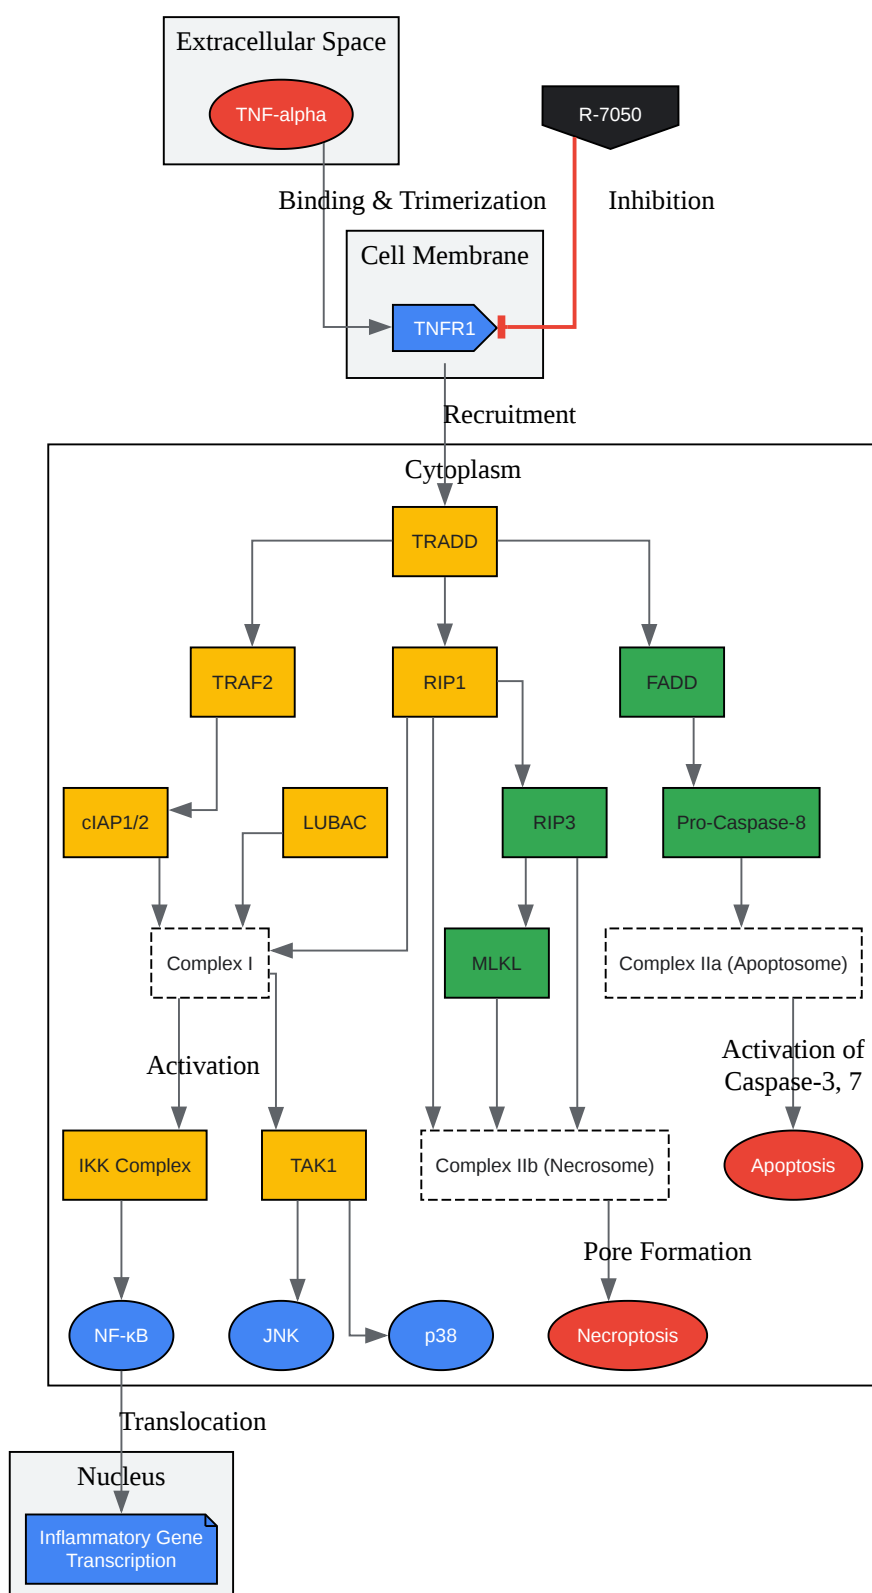 Extracellular Space
TNF-alpha
R-7050
Binding & Trimerization
Inhibition
Cell Membrane
TNFR1
Recruitment
Cytoplasm
TRADD
TRAF2
RIP1
FADD
cIAP1/2
LUBAC
RIP3
Pro-Caspase-8
Complex I
MLKL
Complex IIa (Apoptosome)
Activation
Activation of
Caspase-3, 7
IKK Complex
TAK1
Complex IIb (Necrosome)
Apoptosis
Pore Formation
NF-κB
JNK
p38
Necroptosis
Translocation
Nucleus
Inflammatory Gene
Transcription